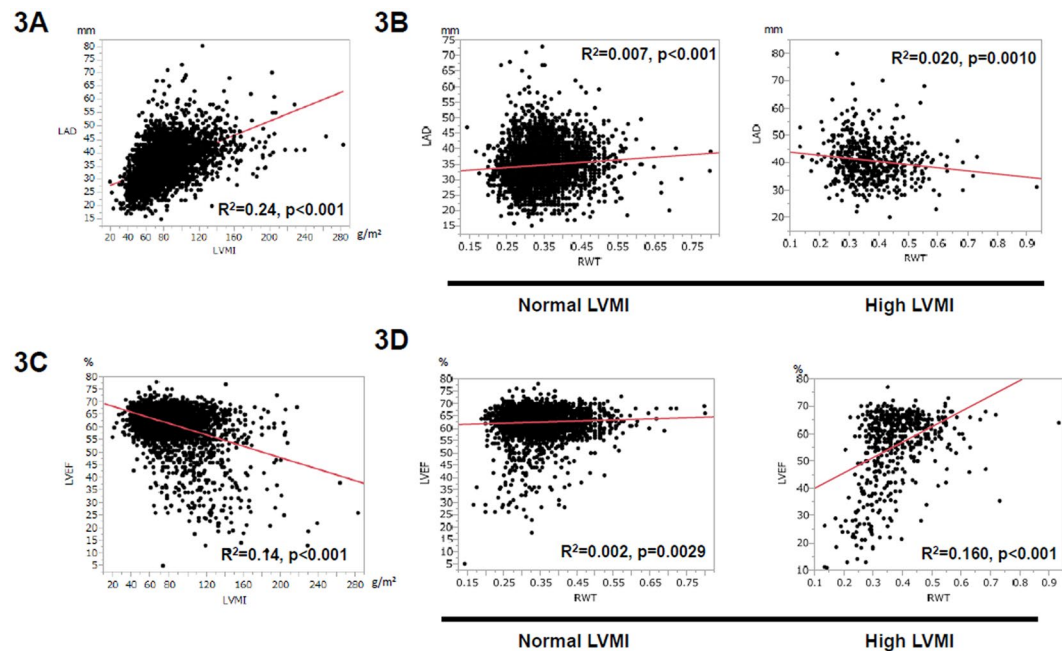 3A
mm
80
75
70
65
60
55
50
45
LAD
40
35
30
25
20
15
R²=0.24, p<0.001
20 40 60 80 120 160 200 240 280
g/m²
LVMI
3B
mm
75
70
65
60
55
50
45
LAD
40
35
30
25
20
15
R²=0.007, p<0.001
0.15 0.25 0.35 0.45 0.55 0.65 0.75
RWT
80
70
60
50
LAD
40
30
20
R²=0.020, p=0.0010
0.1 0.2 0.3 0.4 0.5 0.6 0.7 0.8 0.9
RWT
Normal LVMI
High LVMI
3C
%
80
75
70
65
60
55
50
45
LVEF
40
35
30
25
20
15
10
5
R²=0.14, p<0.001
20 40 60 80 120 160 200 240 280
g/m²
LVMI
3D
%
80
75
70
65
60
55
50
45
LVEF
40
35
30
25
20
15
10
5
R²=0.002, p=0.0029
0.15 0.25 0.35 0.45 0.55 0.65 0.75
RWT
%
80
70
60
50
LVEF
40
30
20
10
R²=0.160, p<0.001
0.1 0.2 0.3 0.4 0.5 0.6 0.7 0.8 0.9
RWT
Normal LVMI
High LVMI